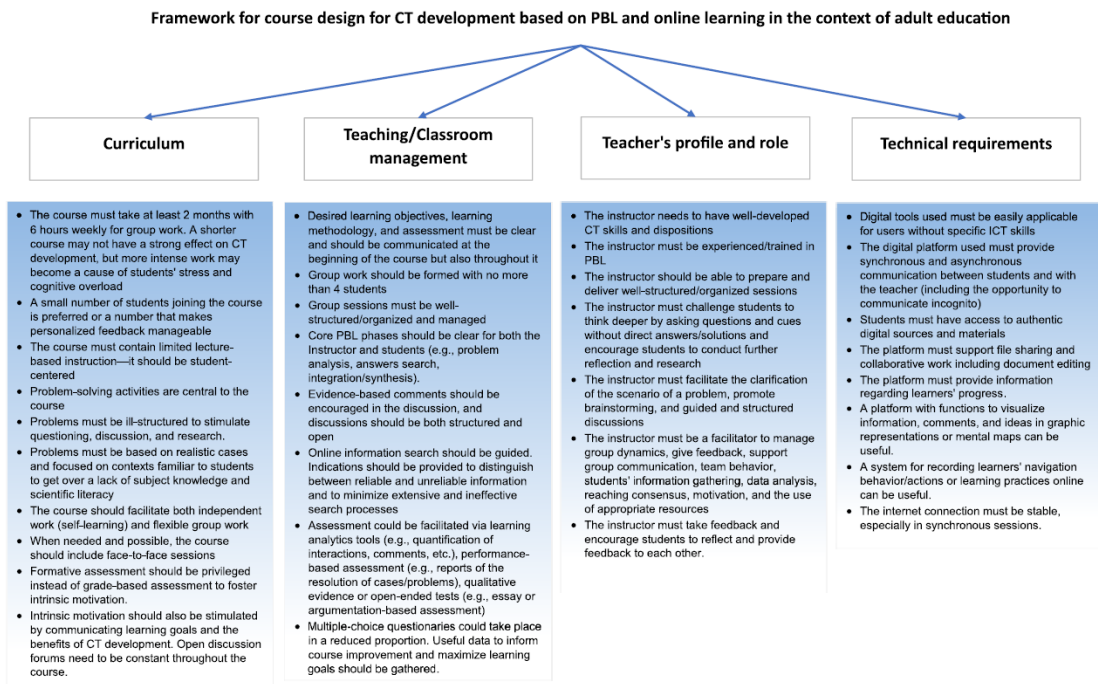 Framework for course design for CT development based on PBL and online learning in the context of adult education
Curriculum
• The course must take at least 2 months with
6 hours weekly for group work. A shorter
course may not have a strong effect on CT
development, but more intense work may
become a cause of students' stress and
cognitive overload
• A small number of students joining the course
is preferred or a number that makes
personalized feedback manageable
• The course must contain limited lecture-
based instruction—it should be student-
centered
• Problem-solving activities are central to the
course
• Problems must be ill-structured to stimulate
questioning, discussion, and research.
• Problems must be based on realistic cases
and focused on contexts familiar to students
to get over a lack of subject knowledge and
scientific literacy
• The course should facilitate both independent
work (self-learning) and flexible group work
• When needed and possible, the course
should include face-to-face sessions
• Formative assessment should be privileged
instead of grade-based assessment to foster
intrinsic motivation.
• Intrinsic motivation should also be stimulated
by communicating learning goals and the
benefits of CT development. Open discussion
forums need to be constant throughout the
course.
Teaching/Classroom
management
• Desired learning objectives, learning
methodology, and assessment must be clear
and should be communicated at the
beginning of the course but also throughout it
• Group work should be formed with no more
than 4 students
• Group sessions must be well-
structured/organized and managed
• Core PBL phases should be clear for both the
Instructor and students (e.g., problem
analysis, answers search,
integration/synthesis).
• Evidence-based comments should be
encouraged in the discussion, and
discussions should be both structured and
open
• Online information search should be guided.
Indications should be provided to distinguish
between reliable and unreliable information
and to minimize extensive and ineffective
search processes
• Assessment could be facilitated via learning
analytics tools (e.g., quantification of
interactions, comments, etc.), performance-
based assessment (e.g., reports of the
resolution of cases/problems), qualitative
evidence or open-ended tests (e.g., essay or
argumentation-based assessment)
• Multiple-choice questionaries could take place
in a reduced proportion. Useful data to inform
course improvement and maximize learning
goals should be gathered.
Teacher's profile and role
• The instructor needs to have well-developed
CT skills and dispositions
• The instructor must be experienced/trained in
PBL
• The instructor should be able to prepare and
deliver well-structured/organized sessions
• The instructor must challenge students to
think deeper by asking questions and cues
without direct answers/solutions and
encourage students to conduct further
reflection and research
• The instructor must facilitate the clarification
of the scenario of a problem, promote
brainstorming, and guided and structured
discussions
• The instructor must be a facilitator to manage
group dynamics, give feedback, support
group communication, team behavior,
students' information gathering, data analysis,
reaching consensus, motivation, and the use
of appropriate resources
• The instructor must take feedback and
encourage students to reflect and provide
feedback to each other.
Technical requirements
• Digital tools used must be easily applicable
for users without specific ICT skills
• The digital platform used must provide
synchronous and asynchronous
communication between students and with
the teacher (including the opportunity to
communicate incognito)
• Students must have access to authentic
digital sources and materials
• The platform must support file sharing and
collaborative work including document editing
• The platform must provide information
regarding learners' progress.
• A platform with functions to visualize
information, comments, and ideas in graphic
representations or mental maps can be
useful.
• A system for recording learners' navigation
behavior/actions or learning practices online
can be useful.
• The internet connection must be stable,
especially in synchronous sessions.